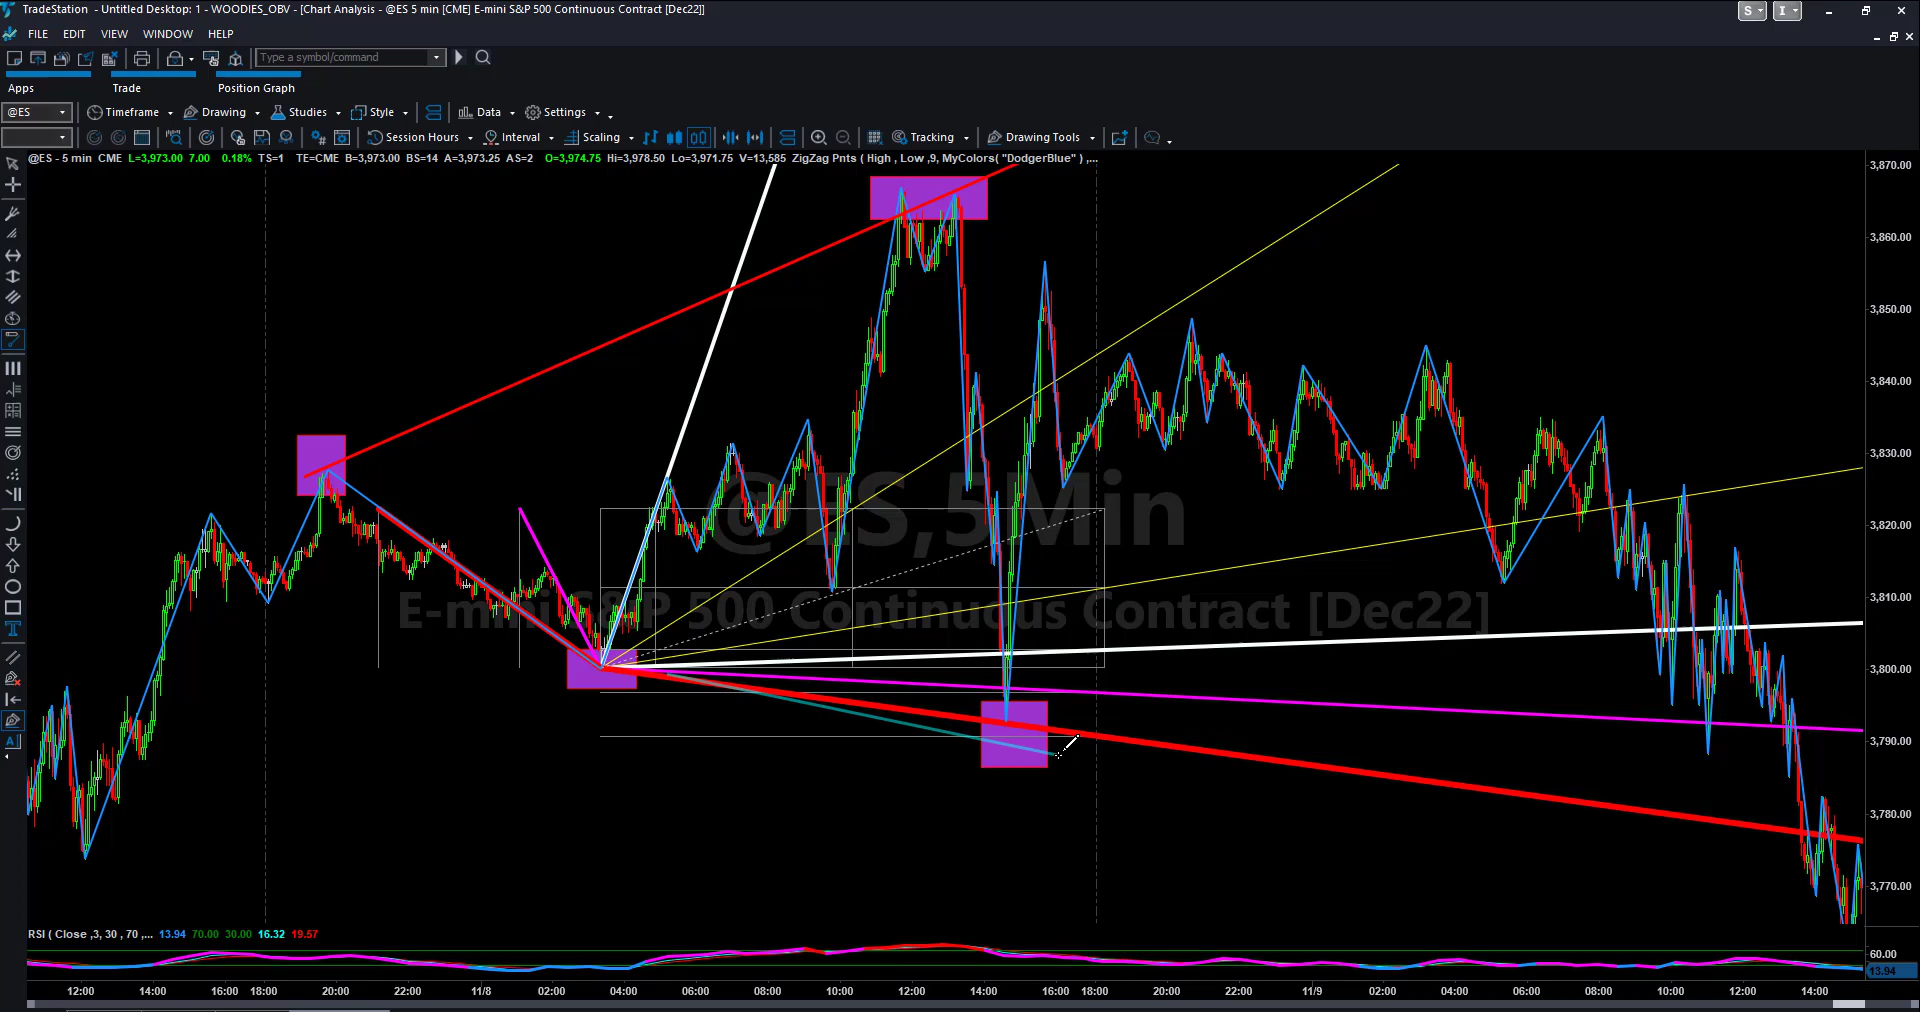 TradeStation - Untitled Desktop: 1 - WOODIES_OBV - [Chart Analysis - @ES 5 min [CME] E-mini S&P 500 Continuous Contract [Dec22]]
S I
FILE EDIT VIEW WINDOW HELP
Type a symbol/command
Apps Trade Position Graph
@ES Timeframe Drawing Studies Style Data Settings
Session Hours Interval Scaling Tracking Drawing Tools
@ES - 5 min CME L=3,973.00 7.00 0.18% TS=1 TE=CME B=3,973.00 BS=14 A=3,973.25 AS=2 O=3,974.75 Hi=3,978.50 Lo=3,971.75 V=13,585 ZigZag Pnts ( High , Low ,9, MyColors( "DodgerBlue" ) ,...
3,870.00
3,860.00
3,850.00
3,840.00
3,830.00
@ES,5 Min
3,820.00
E-mini S&P 500 Continuous Contract [Dec22]
3,810.00
3,800.00
3,790.00
3,780.00
3,770.00
RSI ( Close ,3, 30 , 70 ,... 13.94 70.00 30.00 16.32 19.57
60.00
13.94
12:00 14:00 16:00 18:00 20:00 22:00 11/8 02:00 04:00 06:00 08:00 10:00 12:00 14:00 16:00 18:00 20:00 22:00 11/9 02:00 04:00 06:00 08:00 10:00 12:00 14:00